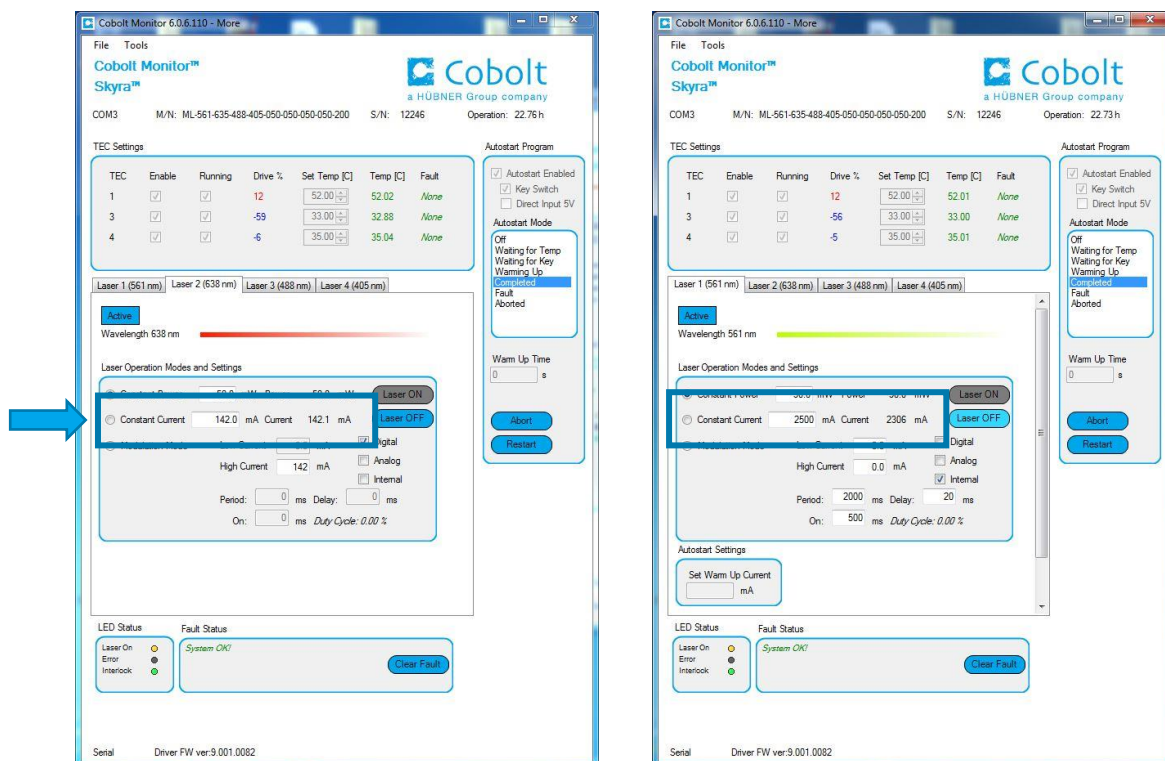 Cobolt Monitor 6.0.6.110 - More
File Tools
Cobolt Monitor™
Skyra™
Cobolt
a HÜBNER Group company
COM3 M/N: ML-561-635-488-405-050-050-050-050-200 S/N: 12246 Operation: 22.76 h
TEC Settings
TEC Enable Running Drive % Set Temp [C] Temp [C] Fault
1 12 52.00 52.02 None
3 -59 33.00 32.88 None
4 -6 35.00 35.04 None
Autostart Program
Autostart Enabled
Key Switch
Direct Input 5V
Autostart Mode
Off
Waiting for Temp
Waiting for Key
Warming Up
Completed
Fault
Aborted
Warm Up Time
0 s
Abort
Restart
Laser 1 (561 nm) Laser 2 (638 nm) Laser 3 (488 nm) Laser 4 (405 nm)
Active
Wavelength 638 nm
Laser Operation Modes and Settings
Laser ON
Constant Current 142.0 mA Current 142.1 mA Laser OFF
Digital
High Current 142 mA Analog
Internal
Period: 0 ms Delay: 0 ms
On: 0 ms Duty Cycle: 0.00 %
LED Status
Laser On
Error
Interlock
Fault Status
System OK!
Clear Fault
Serial Driver FW ver:9.001.0082
Cobolt Monitor 6.0.6.110 - More
File Tools
Cobolt Monitor™
Skyra™
Cobolt
a HÜBNER Group company
COM3 M/N: ML-561-635-488-405-050-050-050-050-200 S/N: 12246 Operation: 22.73 h
TEC Settings
TEC Enable Running Drive % Set Temp [C] Temp [C] Fault
1 12 52.00 52.01 None
3 -56 33.00 33.00 None
4 -5 35.00 35.01 None
Autostart Program
Autostart Enabled
Key Switch
Direct Input 5V
Autostart Mode
Off
Waiting for Temp
Waiting for Key
Warming Up
Completed
Fault
Aborted
Warm Up Time
0 s
Abort
Restart
Laser 1 (561 nm) Laser 2 (638 nm) Laser 3 (488 nm) Laser 4 (405 nm)
Active
Wavelength 561 nm
Laser Operation Modes and Settings
Laser ON
Constant Current 2500 mA Current 2306 mA Laser OFF
Digital
High Current 0.0 mA Analog
Internal
Period: 2000 ms Delay: 20 ms
On: 500 ms Duty Cycle: 0.00 %
Autostart Settings
Set Warm Up Current
mA
LED Status
Laser On
Error
Interlock
Fault Status
System OK!
Clear Fault
Serial Driver FW ver:9.001.0082